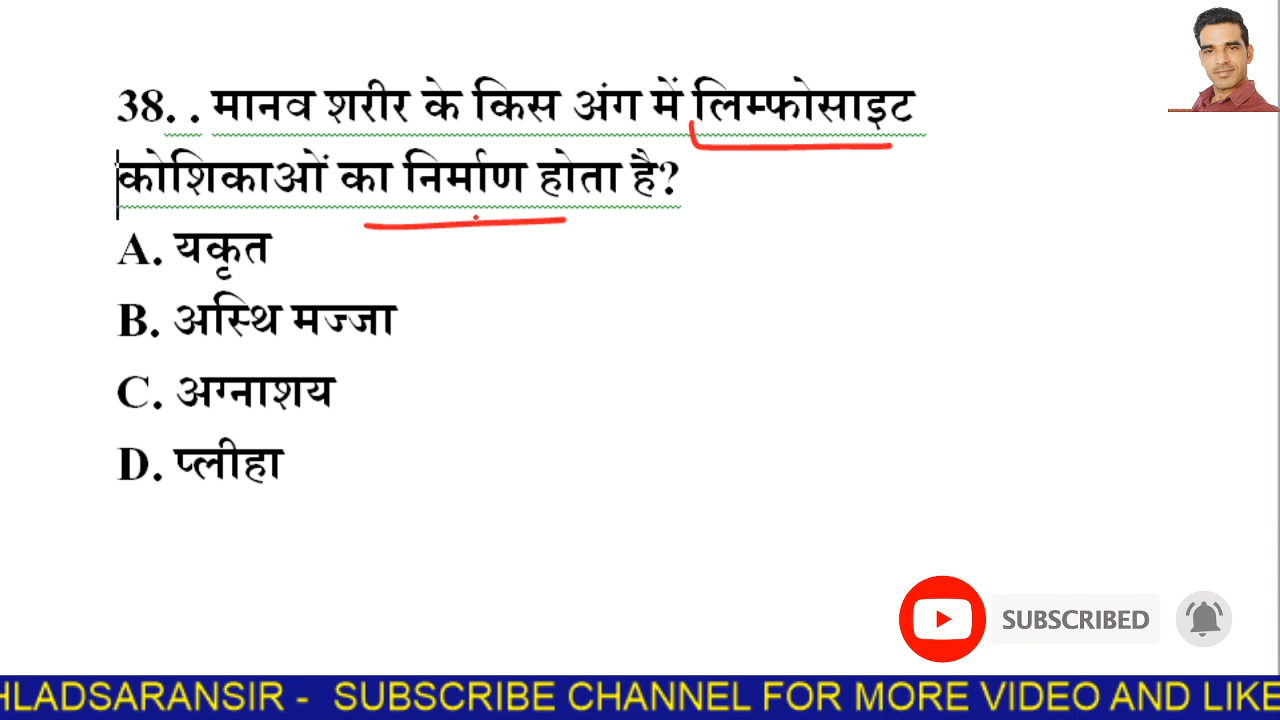 38. . मानव शरीर के किस अंग में लिम्फोसाइट
कोशिकाओं का निर्माण होता है?
A. यकृत
B. अस्थि मज्जा
C. अग्नाशय
D. प्लीहा
SUBSCRIBED
HLADSARANSIR - SUBSCRIBE CHANNEL FOR MORE VIDEO AND LIKE